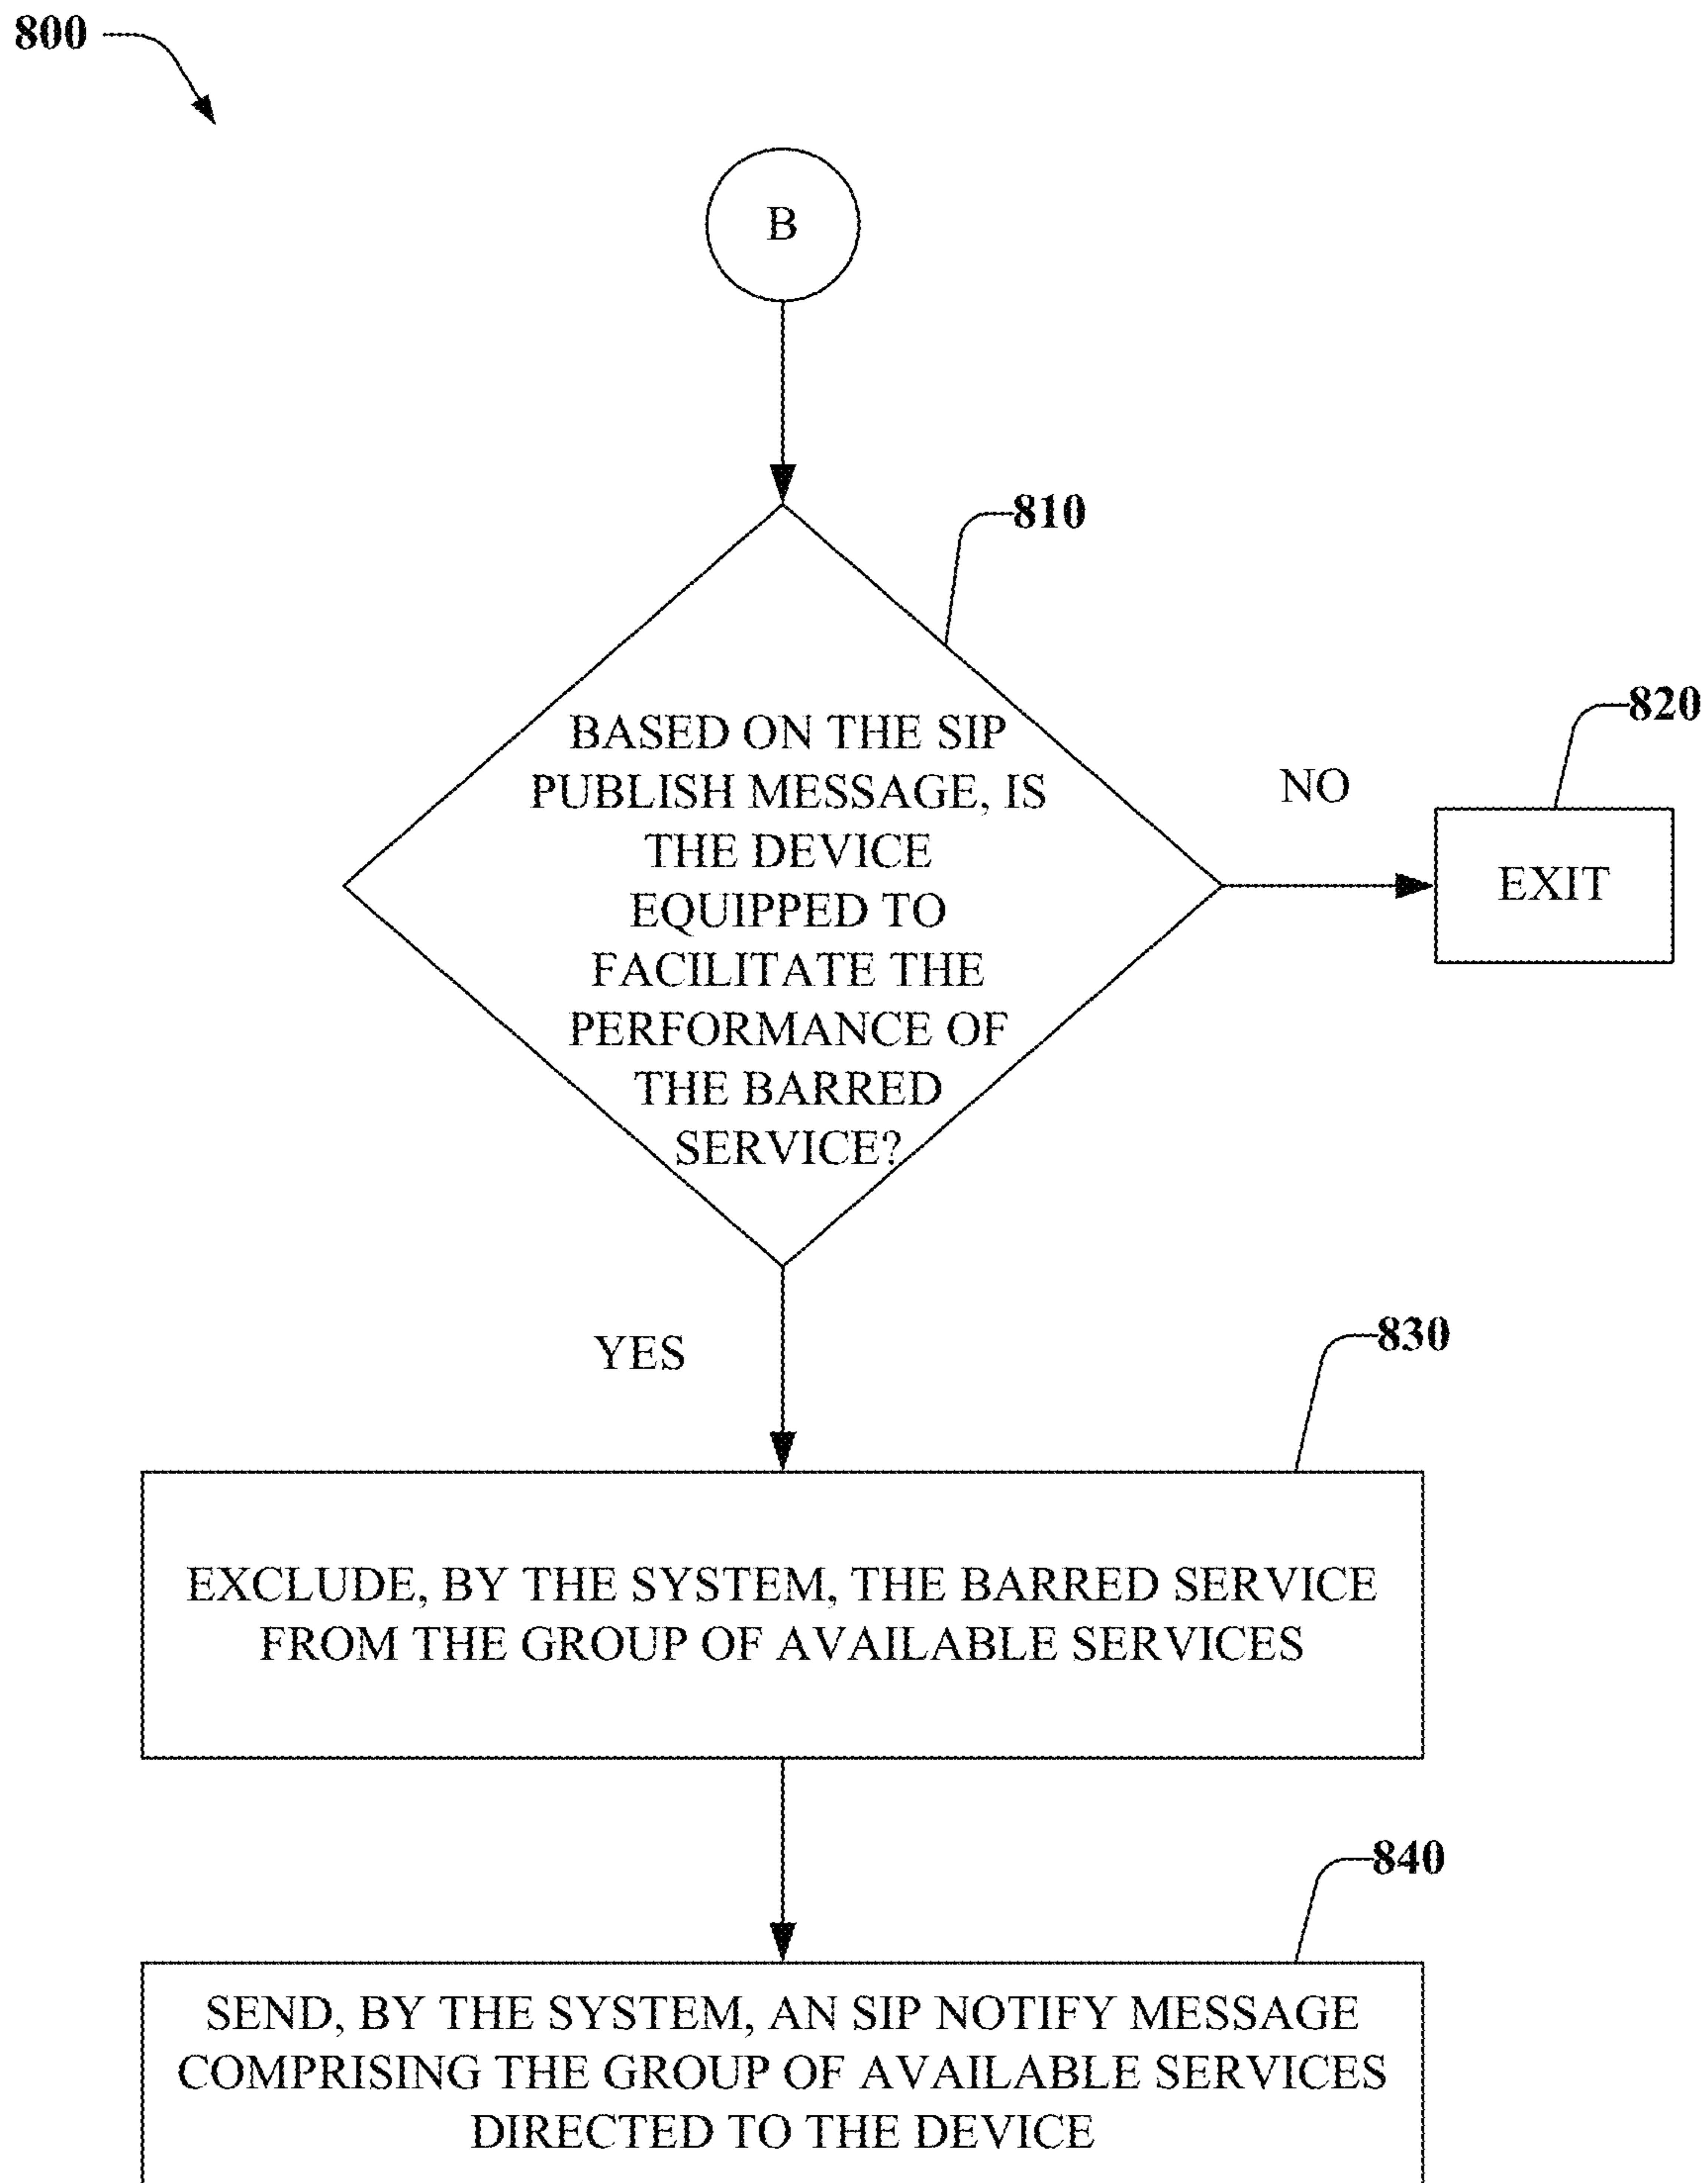 800
B
810
BASED ON THE SIP
PUBLISH MESSAGE, IS
THE DEVICE
EQUIPPED TO
FACILITATE THE
PERFORMANCE OF
THE BARRED
SERVICE?
NO
820
EXIT
YES
830
EXCLUDE, BY THE SYSTEM, THE BARRED SERVICE
FROM THE GROUP OF AVAILABLE SERVICES
840
SEND, BY THE SYSTEM, AN SIP NOTIFY MESSAGE
COMPRISING THE GROUP OF AVAILABLE SERVICES
DIRECTED TO THE DEVICE